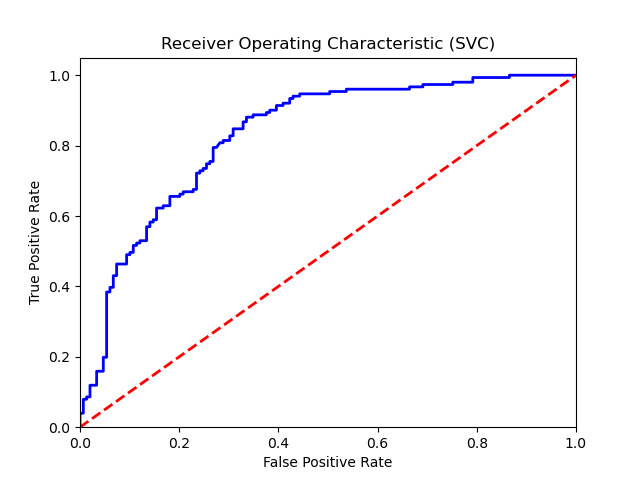 Receiver Operating Characteristic (SVC)
1.0
0.8
0.6
0.4
0.2
0.0
True Positive Rate
0.0 0.2 0.4 0.6 0.8 1.0
False Positive Rate